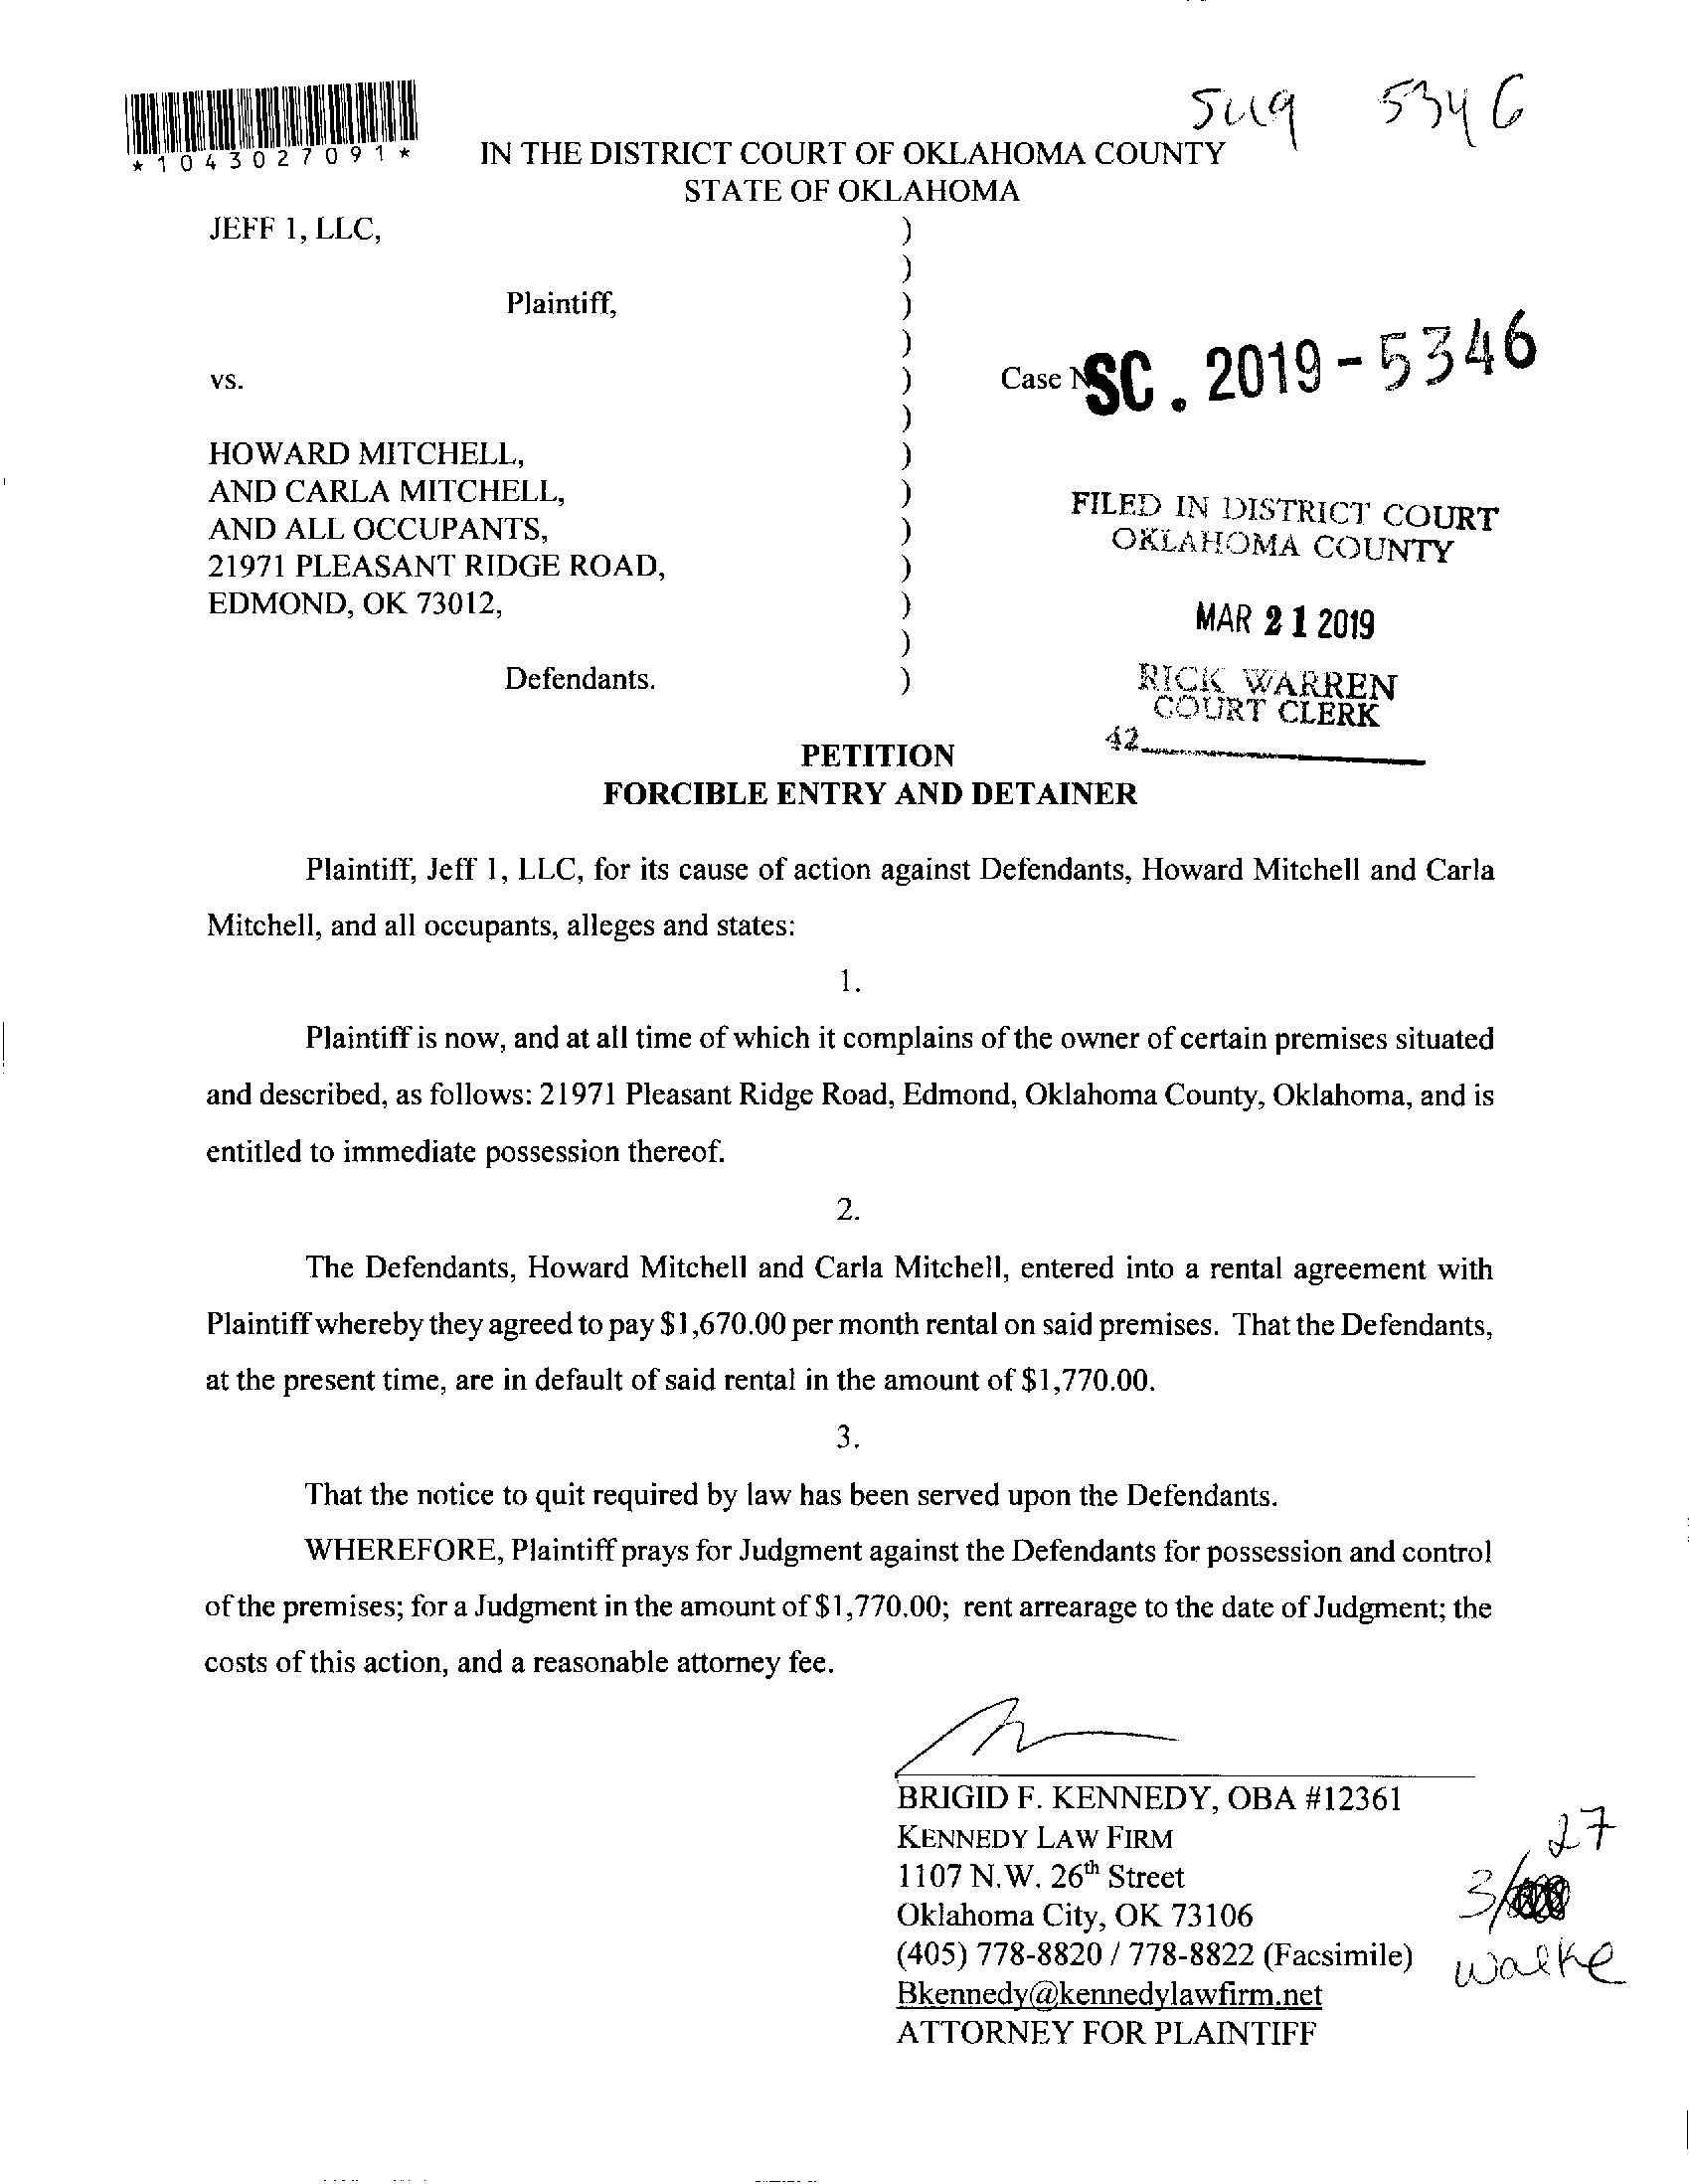 5346
*1043027091*
IN THE DISTRICT COURT OF OKLAHOMA COUNTY
STATE OF OKLAHOMA
JEFF 1, LLC, )
)
Plaintiff, )
)
vs. ) Case SC. 2019-5346
)
HOWARD MITCHELL, )
AND CARLA MITCHELL, )
AND ALL OCCUPANTS, )
21971 PLEASANT RIDGE ROAD, )
EDMOND, OK 73012, )
)
Defendants. )
FILED IN DISTRICT COURT
OKLAHOMA COUNTY
MAR 21 2019
RICK WARREN
COURT CLERK
42
PETITION
FORCIBLE ENTRY AND DETAINER
Plaintiff, Jeff 1, LLC, for its cause of action against Defendants, Howard Mitchell and Carla
Mitchell, and all occupants, alleges and states:
1.
Plaintiff is now, and at all time of which it complains of the owner of certain premises situated
and described, as follows: 21971 Pleasant Ridge Road, Edmond, Oklahoma County, Oklahoma, and is
entitled to immediate possession thereof.
2.
The Defendants, Howard Mitchell and Carla Mitchell, entered into a rental agreement with
Plaintiff whereby they agreed to pay $1,670.00 per month rental on said premises. That the Defendants,
at the present time, are in default of said rental in the amount of $1,770.00.
3.
That the notice to quit required by law has been served upon the Defendants.
WHEREFORE, Plaintiff prays for Judgment against the Defendants for possession and control
of the premises; for a Judgment in the amount of $1,770.00; rent arrearage to the date of Judgment; the
costs of this action, and a reasonable attorney fee.
BRIGID F. KENNEDY, OBA #12361
KENNEDY LAW FIRM
1107 N.W. 26th Street
Oklahoma City, OK 73106
(405) 778-8820 / 778-8822 (Facsimile)
Bkennedy@kennedylawfirm.net
ATTORNEY FOR PLAINTIFF
27
3/
walke